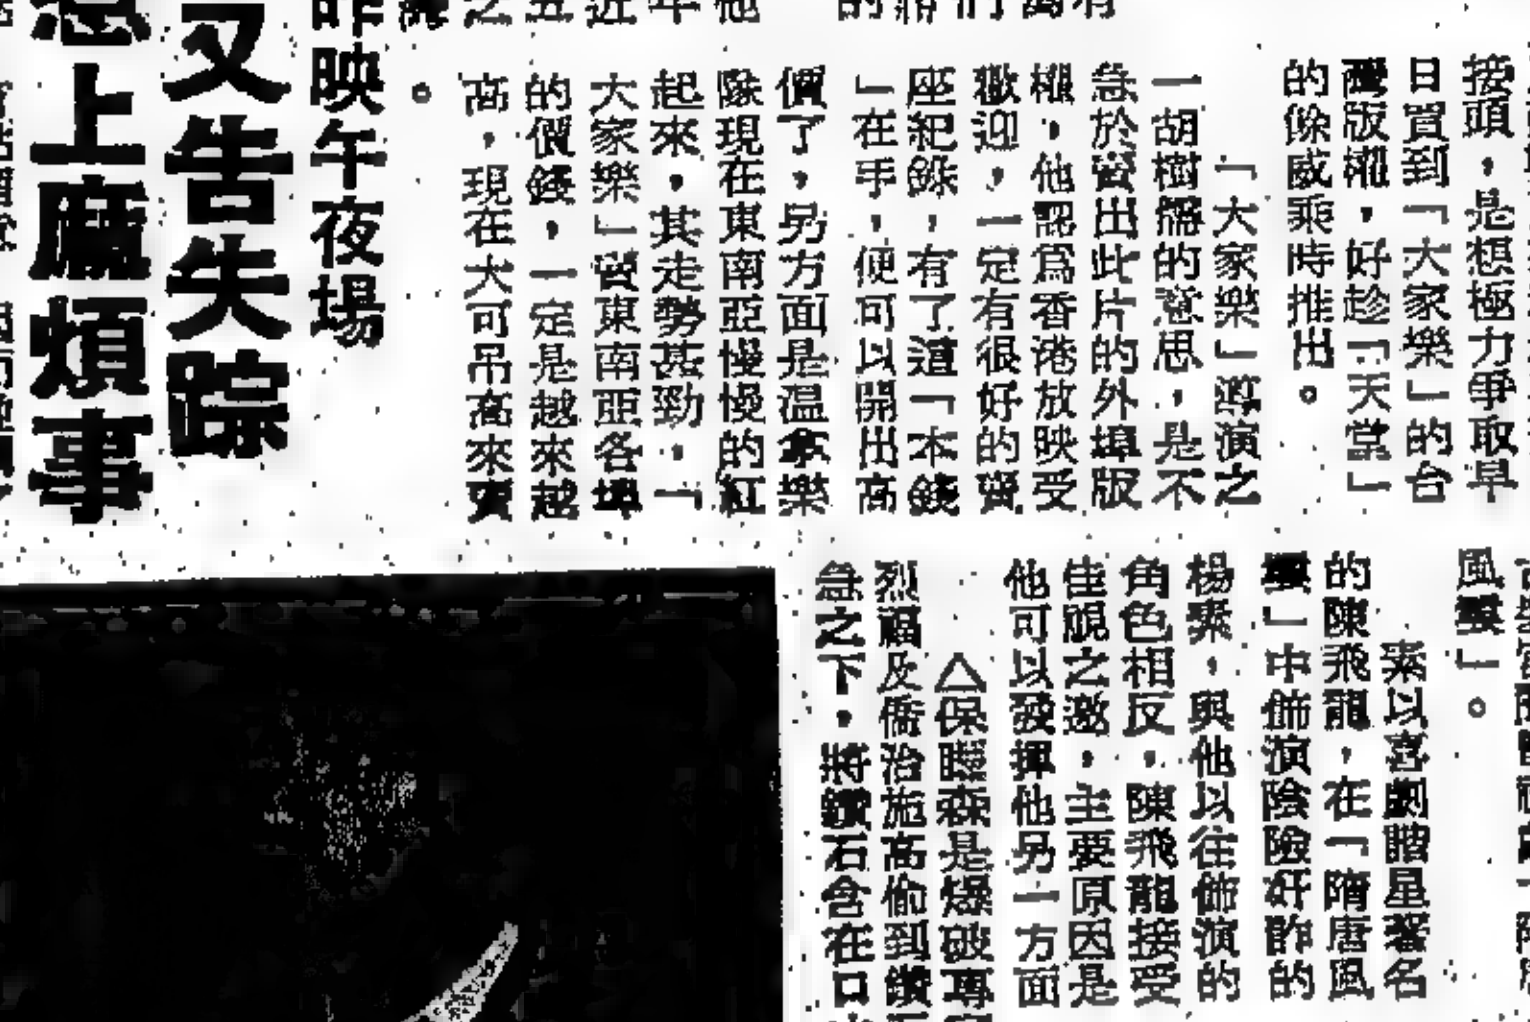 接頭，是想極力爭取早
日買到「大家樂」的台
灣版權，好趁「天堂」
的餘威乘時推出。
「大家樂」導演之
一胡樹儒的意思，是不
急於賣出此片的外埠版
權，他認爲香港放映受
歡迎，一定有很好的賣
座紀錄，有了這「本錢
」在手，便可以開出高
價了，另方面是温拿樂
隊現在東南亞慢慢的紅
起來，其走勢甚勁，「
大家樂」賣東南亞各埠
的價錢，一定是越來越
高，現在大可吊高來賣
。
昨映午夜場
又告失踪
惹上麻煩事
風雲」。
素以喜劇諧星著名
的陳飛龍，在「隋唐風
雲」中飾演陰險奸詐的
楊素，與他以往飾演的
角色相反，陳飛龍接受
佳視之邀，主要原因是
他可以發揮他另一方面
△保羅森是爆破專
烈福及喬治施高偷到鑽
急之下，將鑽石含在口